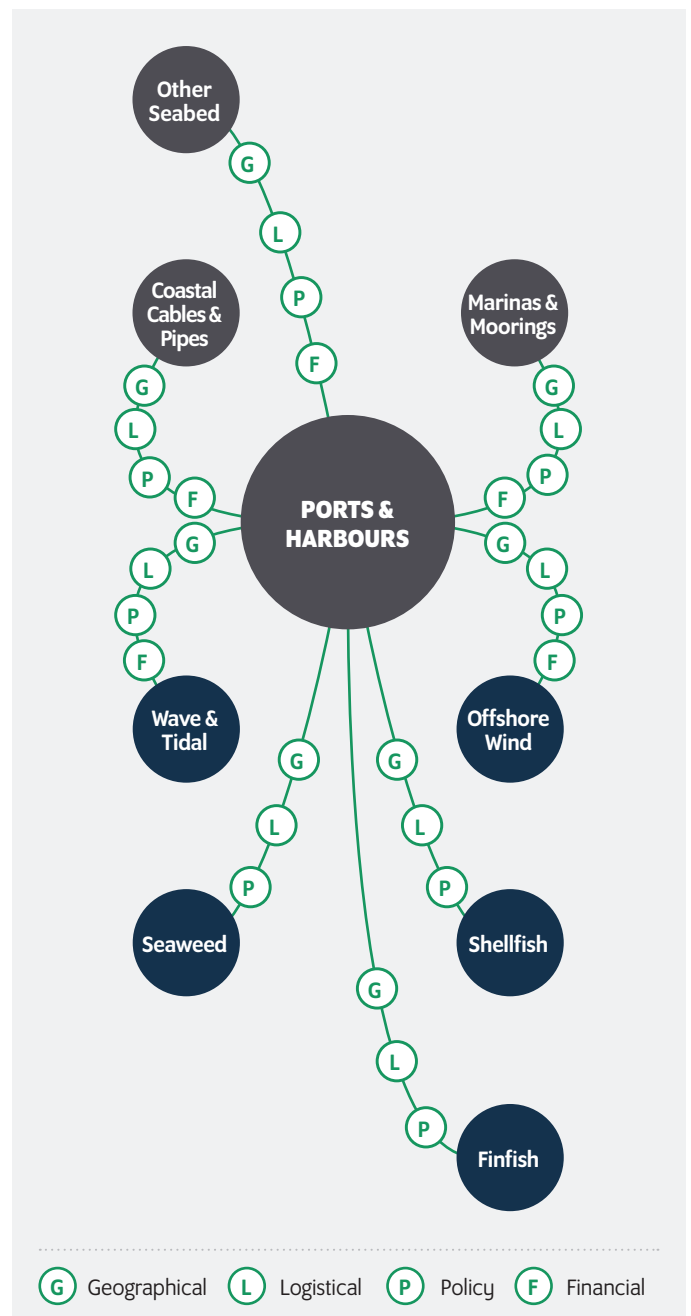 Other
Seabed
G
L
P
F
Coastal
Cables &
Pipes
G
L
P
F
Marinas &
Moorings
G
L
P
F
PORTS &
HARBOURS
G
L
P
F
Wave &
Tidal
G
L
P
F
Offshore
Wind
G
L
P
Seaweed
G
L
P
Shellfish
G
L
P
Finfish
G Geographical L Logistical P Policy F Financial